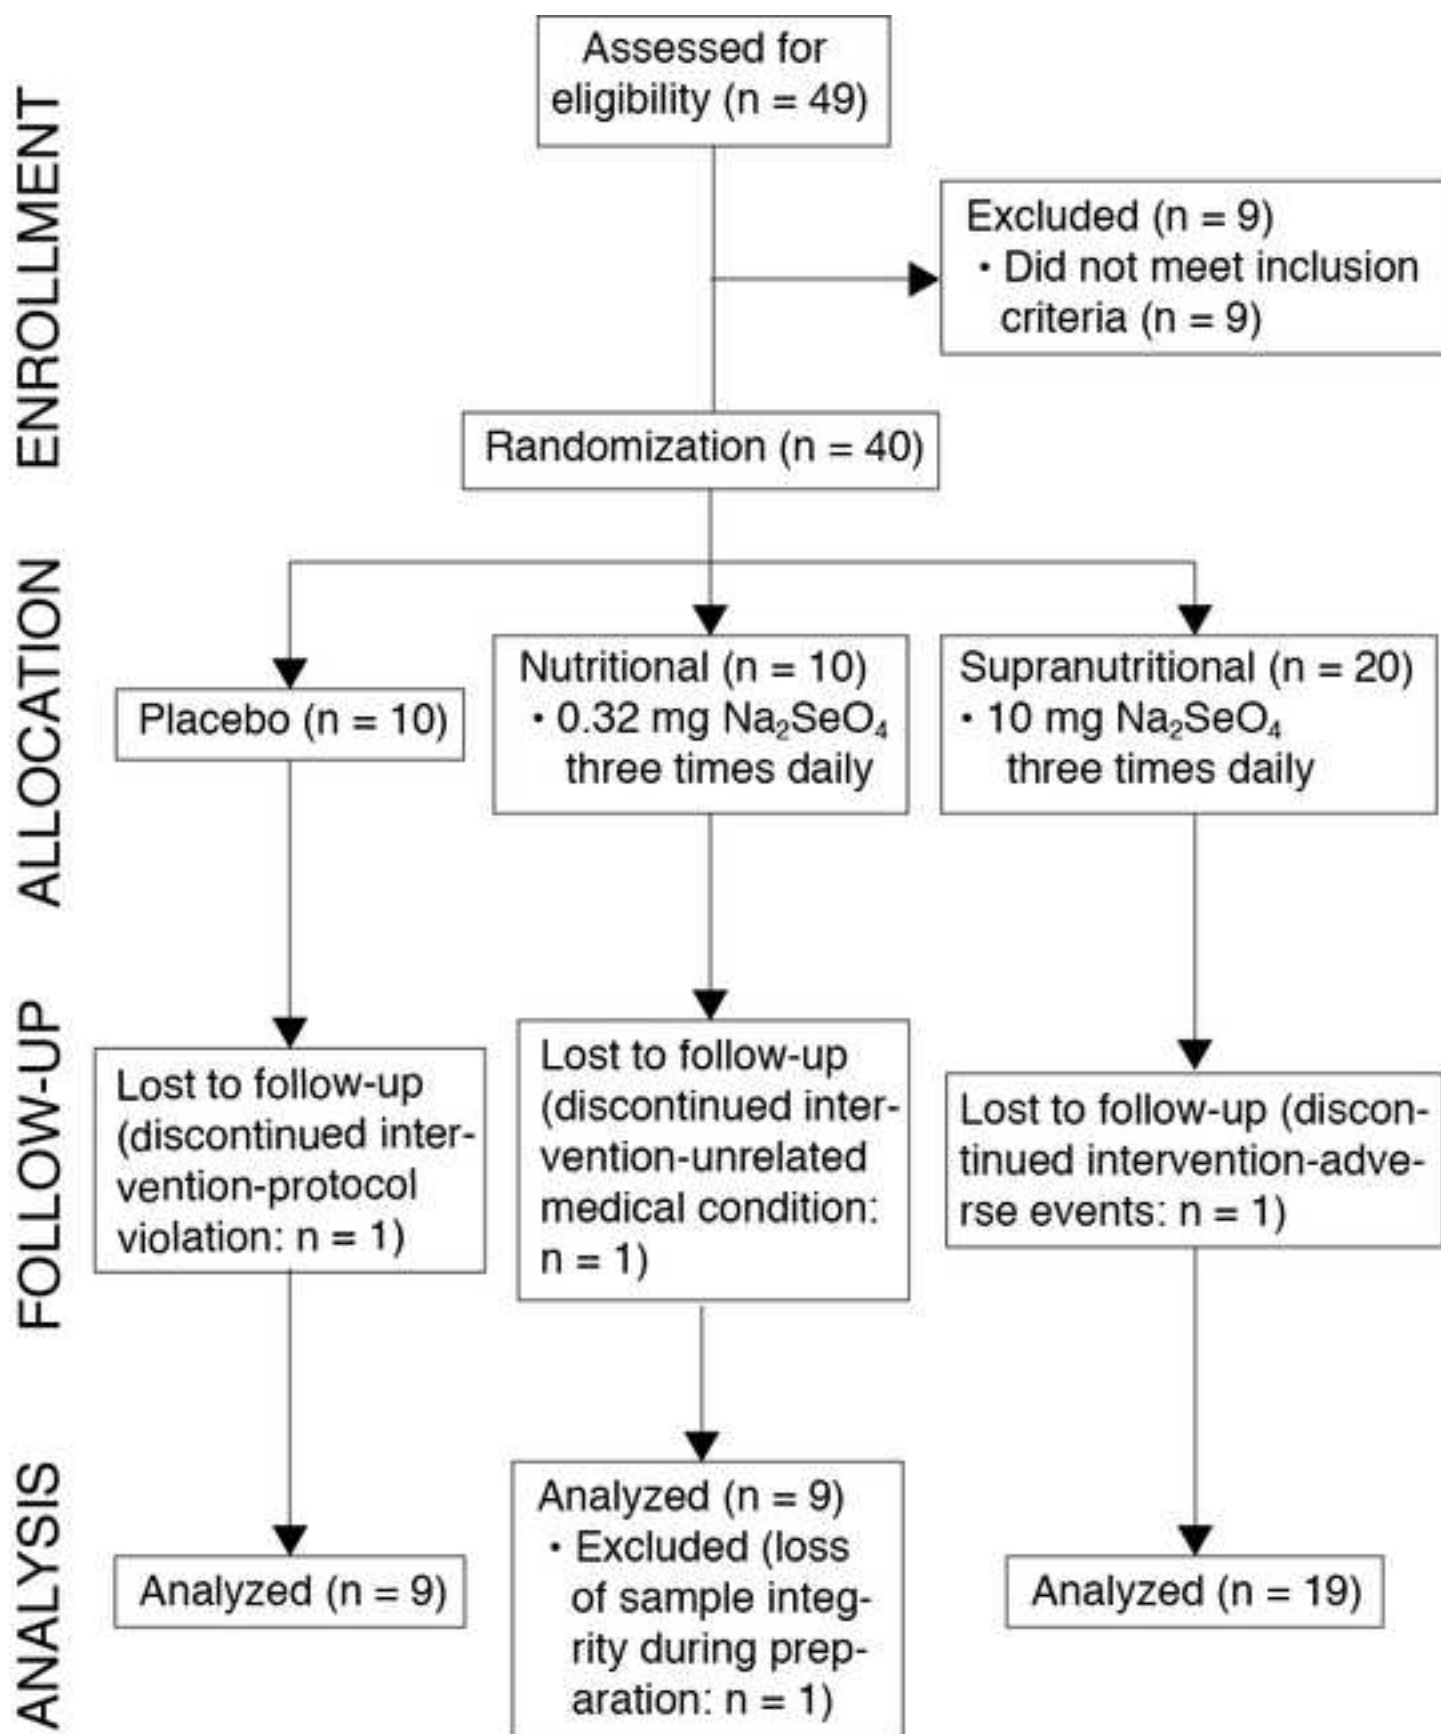 ENROLLMENT
Assessed for
eligibility (n = 49)
Excluded (n = 9)
• Did not meet inclusion
criteria (n = 9)
Randomization (n = 40)
ALLOCATION
Placebo (n = 10)
Nutritional (n = 10)
• 0.32 mg Na₂SeO₄
three times daily
Supranutritional (n = 20)
• 10 mg Na₂SeO₄
three times daily
FOLLOW-UP
Lost to follow-up
(discontinued inter-
vention-protocol
violation: n = 1)
Lost to follow-up
(discontinued inter-
vention-unrelated
medical condition:
n = 1)
Lost to follow-up (discon-
tinued intervention-adve-
rse events: n = 1)
ANALYSIS
Analyzed (n = 9)
Analyzed (n = 9)
• Excluded (loss
of sample integ-
rity during prep-
aration: n = 1)
Analyzed (n = 19)